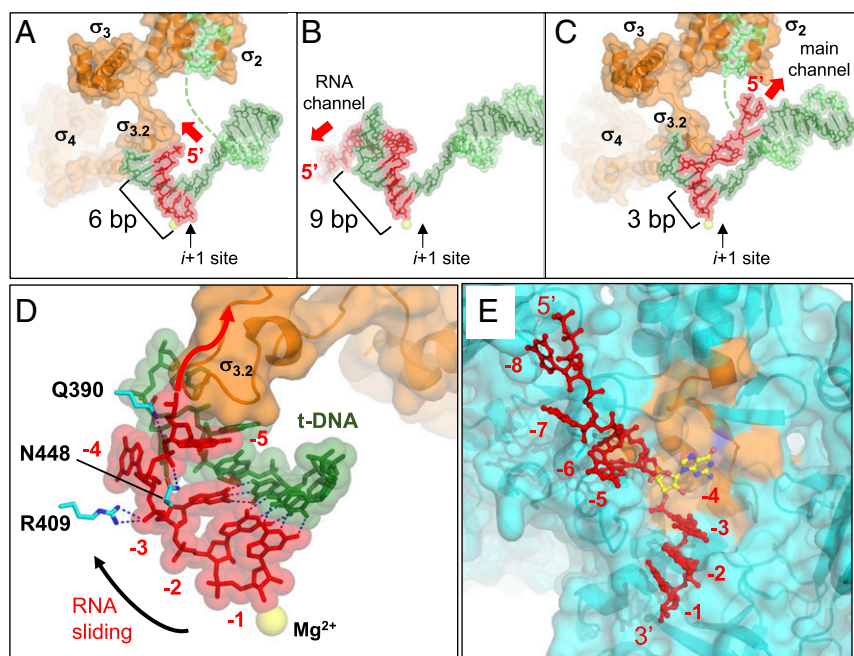 A
σ3
σ2
σ3.2
σ4
5'
6 bp
i+1 site
B
RNA
channel
5'
9 bp
i+1 site
C
σ3
σ2
main
channel
5'
σ3.2
σ4
3 bp
i+1 site
D
σ3.2
Q390
t-DNA
-5
-4
N448
R409
-3
-2
RNA
sliding
-1
Mg2+
E
5'
-8
-7
-6
-5
-4
-3
-2
-1
3'